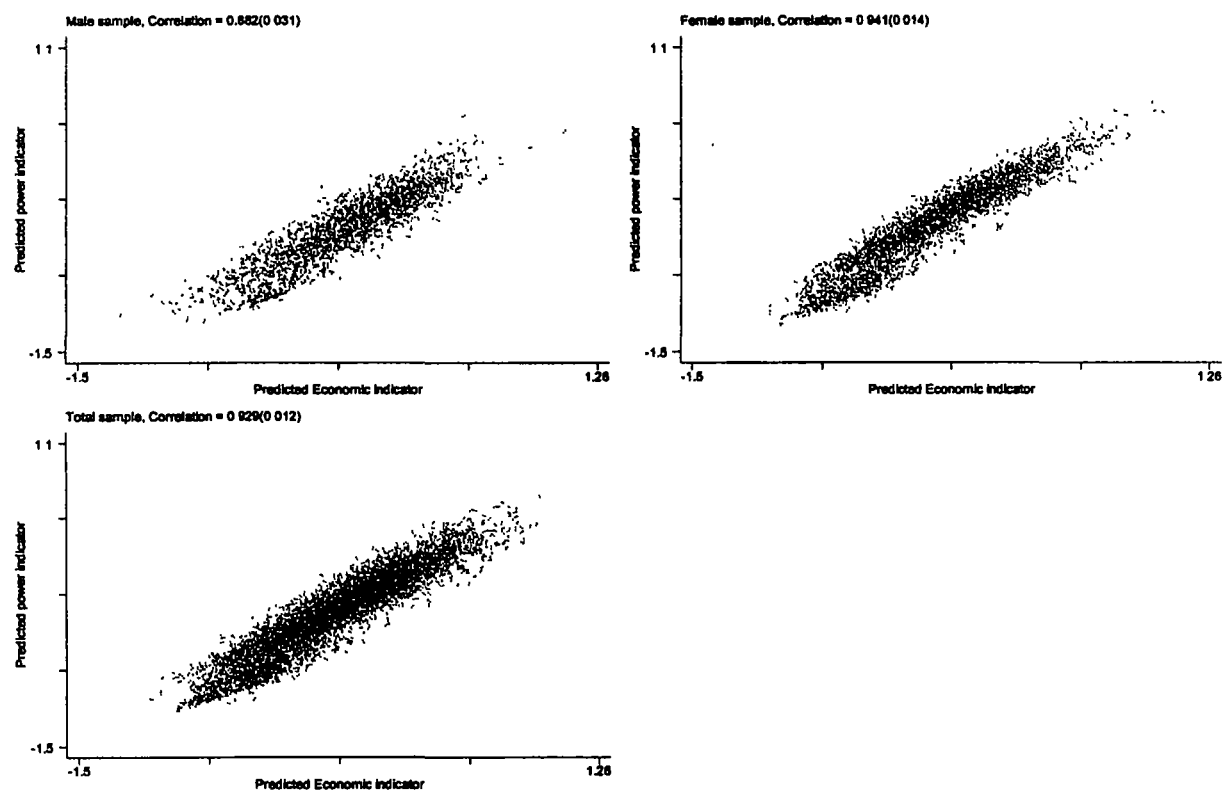 Male sample, Correlation = 0.882(0 031)
1 1
Predicted power indicator
-1.5
-1.5
1.26
Predicted Economic indicator
Female sample, Correlation = 0 941(0 014)
1 1
Predicted power indicator
-1.5
-1.5
1.26
Predicted Economic indicator
Total sample, Correlation = 0 929(0 012)
1 1
Predicted power indicator
-1.5
-1.5
1.26
Predicted Economic indicator